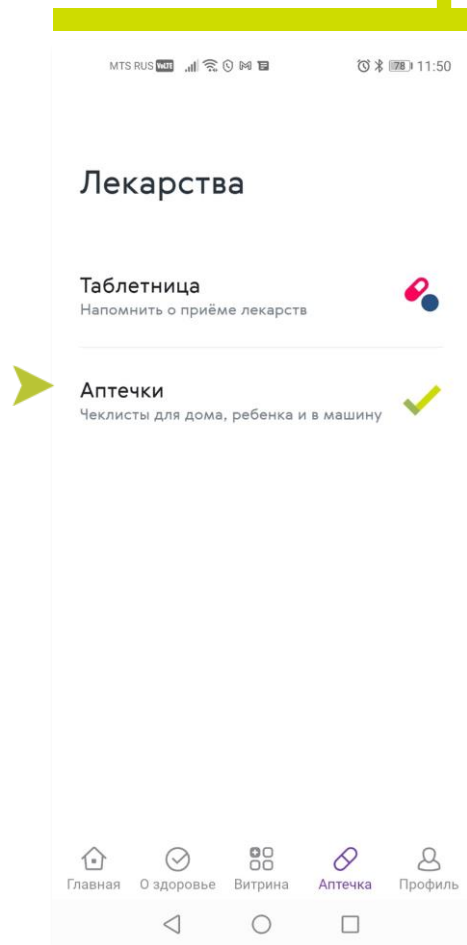 MTS RUS VoLTE 78 11:50
Лекарства
Таблетница
Напомнить о приёме лекарств
Аптечки
Чеклисты для дома, ребенка и в машину
Главная О здоровье Витрина Аптечка Профиль